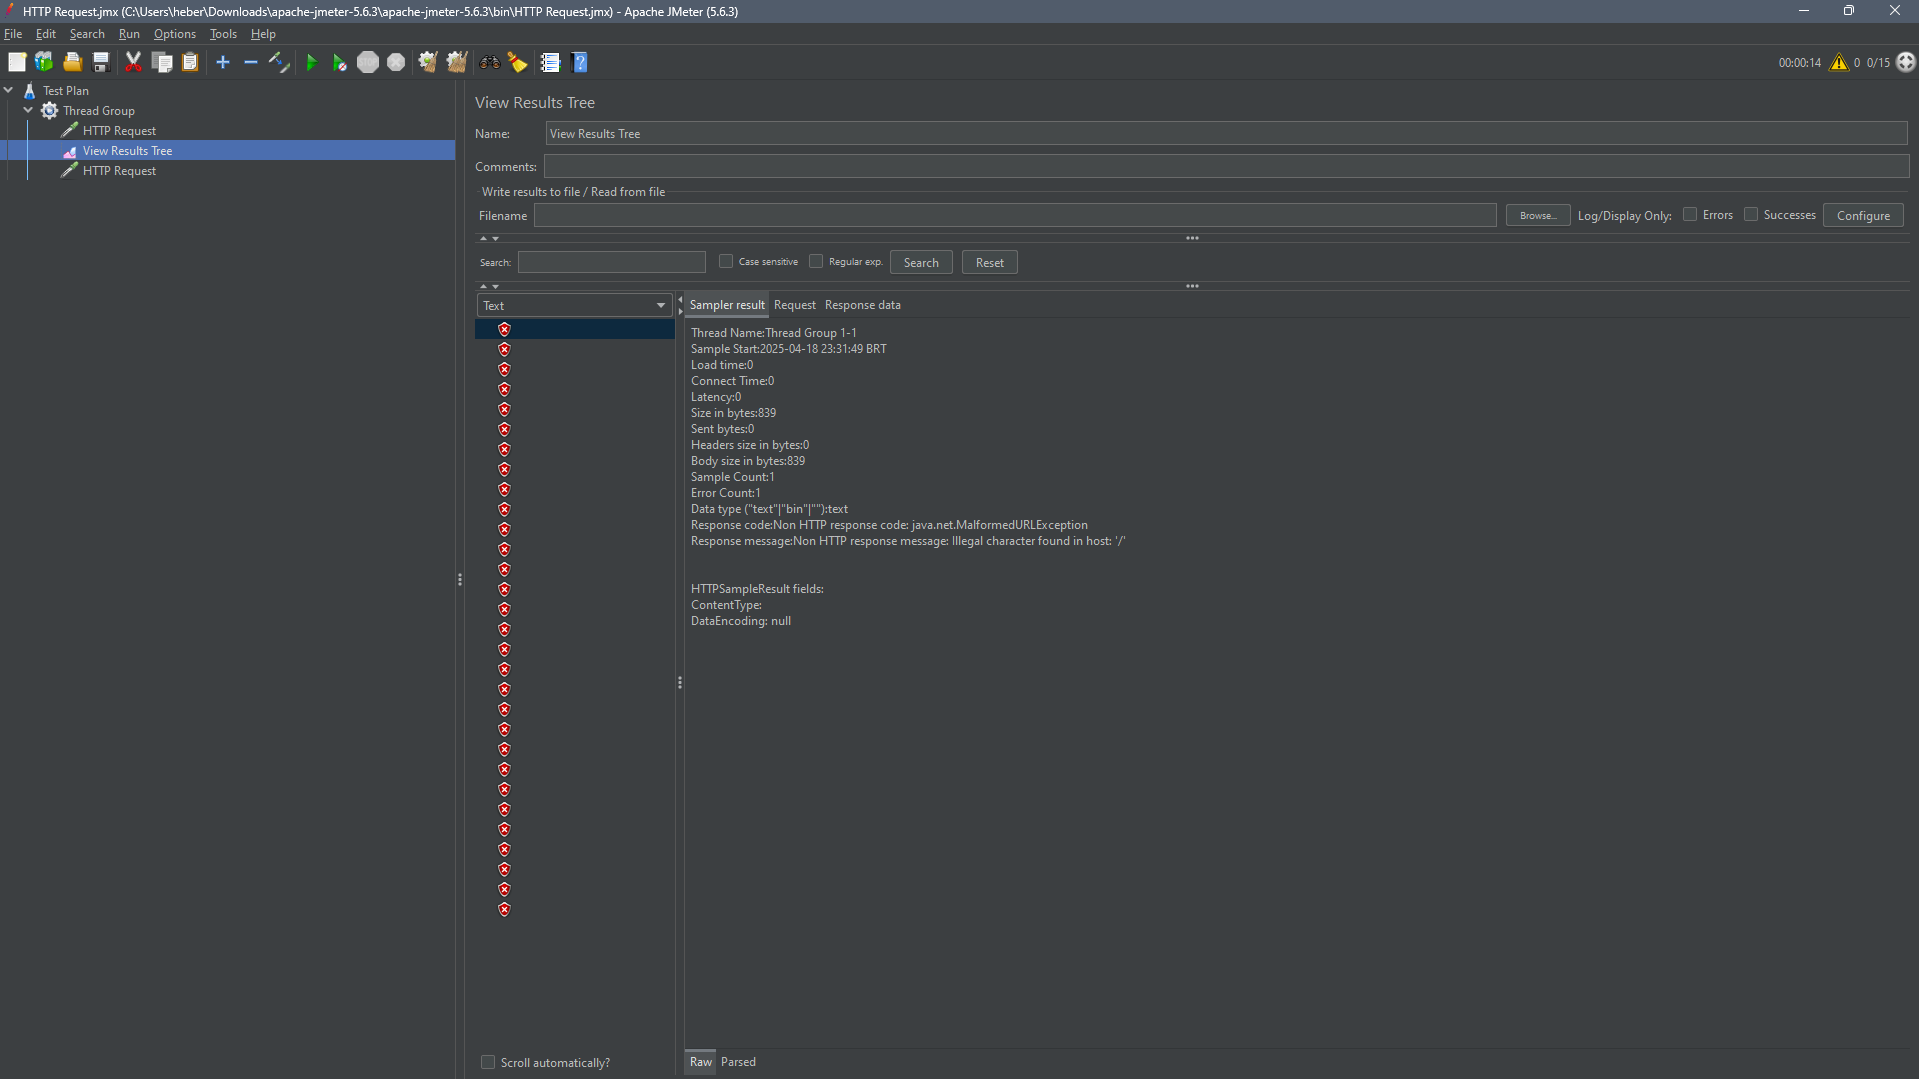 HTTP Request.jmx (C:\Users\heber\Downloads\apache-jmeter-5.6.3\apache-jmeter-5.6.3\bin\HTTP Request.jmx) - Apache JMeter (5.6.3)
File Edit Search Run Options Tools Help
STOP 00:00:14 0 0/15
Test Plan
Thread Group
HTTP Request
View Results Tree
HTTP Request
View Results Tree
Name: View Results Tree
Comments:
Write results to file / Read from file
Filename Browse... Log/Display Only: Errors Successes Configure
Search: Case sensitive Regular exp. Search Reset
Text
Sampler result Request Response data
Thread Name:Thread Group 1-1
Sample Start:2025-04-18 23:31:49 BRT
Load time:0
Connect Time:0
Latency:0
Size in bytes:839
Sent bytes:0
Headers size in bytes:0
Body size in bytes:839
Sample Count:1
Error Count:1
Data type ("text"|"bin"|""):text
Response code:Non HTTP response code: java.net.MalformedURLException
Response message:Non HTTP response message: Illegal character found in host: '/'
HTTPSampleResult fields:
ContentType:
DataEncoding: null
Scroll automatically?
Raw Parsed